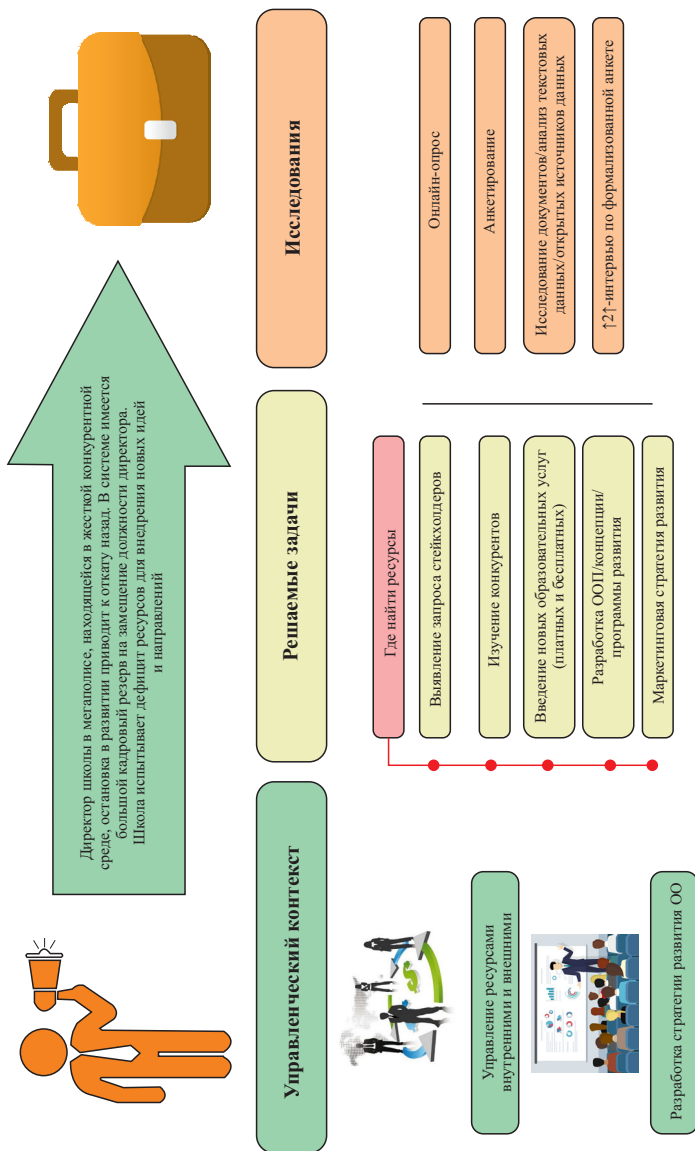 Директор школы в мегаполисе, находящейся в жесткой конкурентной
среде, остановка в развитии приводит к откату назад. В системе имеется
большой кадровый резерв на замещение должности директора.
Школа испытывает дефицит ресурсов для внедрения новых идей
и направлений
Управленческий контекст
Управление ресурсами
внутренними и внешними
Разработка стратегии развития ОО
Решаемые задачи
Где найти ресурсы
Выявление запроса стейкхолдеров
Изучение конкурентов
Введение новых образовательных услуг
(платных и бесплатных)
Разработка ООП/концепции/
программы развития
Маркетинговая стратегия развития
Исследования
Онлайн-опрос
Анкетирование
Исследование документов/анализ текстовых
данных/открытых источников данных
↑2↑-интервью по формализованной анкете